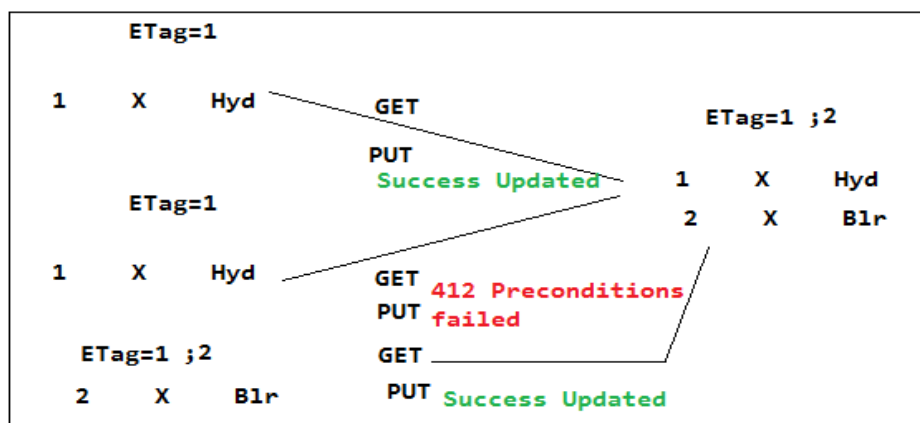 ETag=1
1 X Hyd
GET
PUT
Success Updated
ETag=1 ;2
1 X Hyd
2 X Blr
ETag=1
1 X Hyd
GET
PUT
412 Preconditions
failed
ETag=1 ;2
2 X Blr
GET
PUT
Success Updated